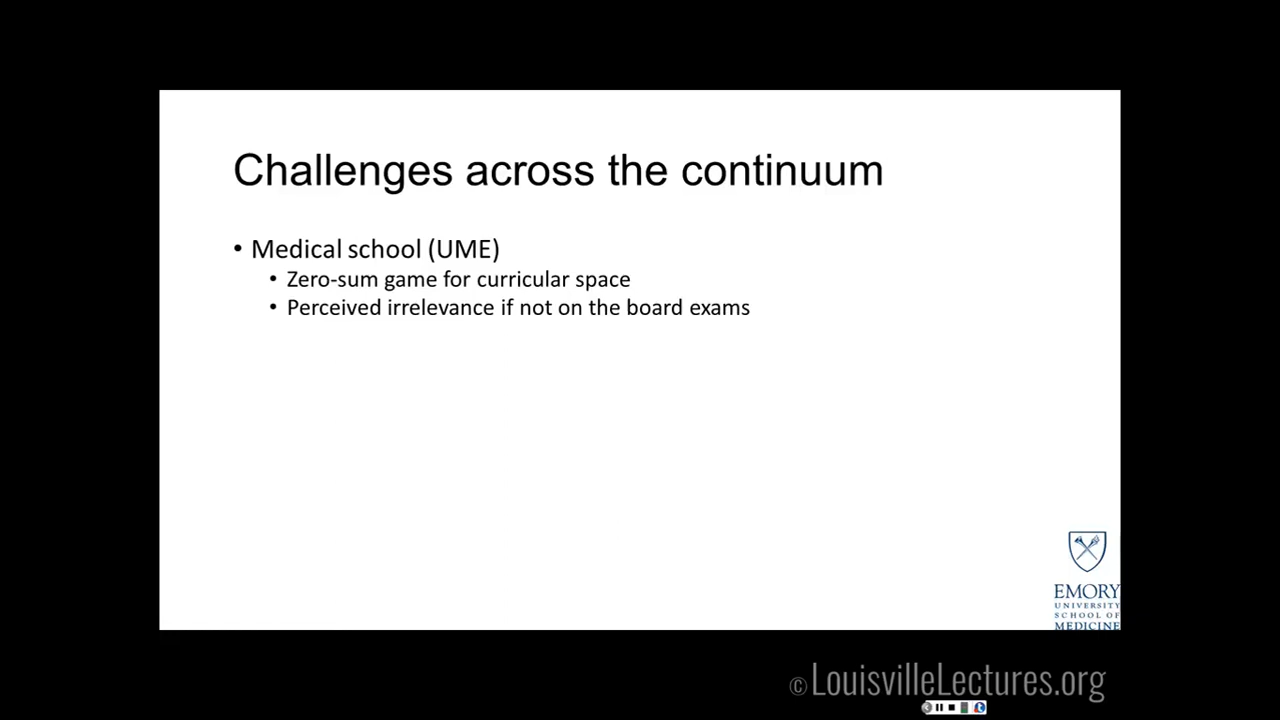 Challenges across the continuum
• Medical school (UME)
• Zero-sum game for curricular space
• Perceived irrelevance if not on the board exams
EMORY
UNIVERSITY
SCHOOL OF
MEDICINE
© LouisvilleLectures.org